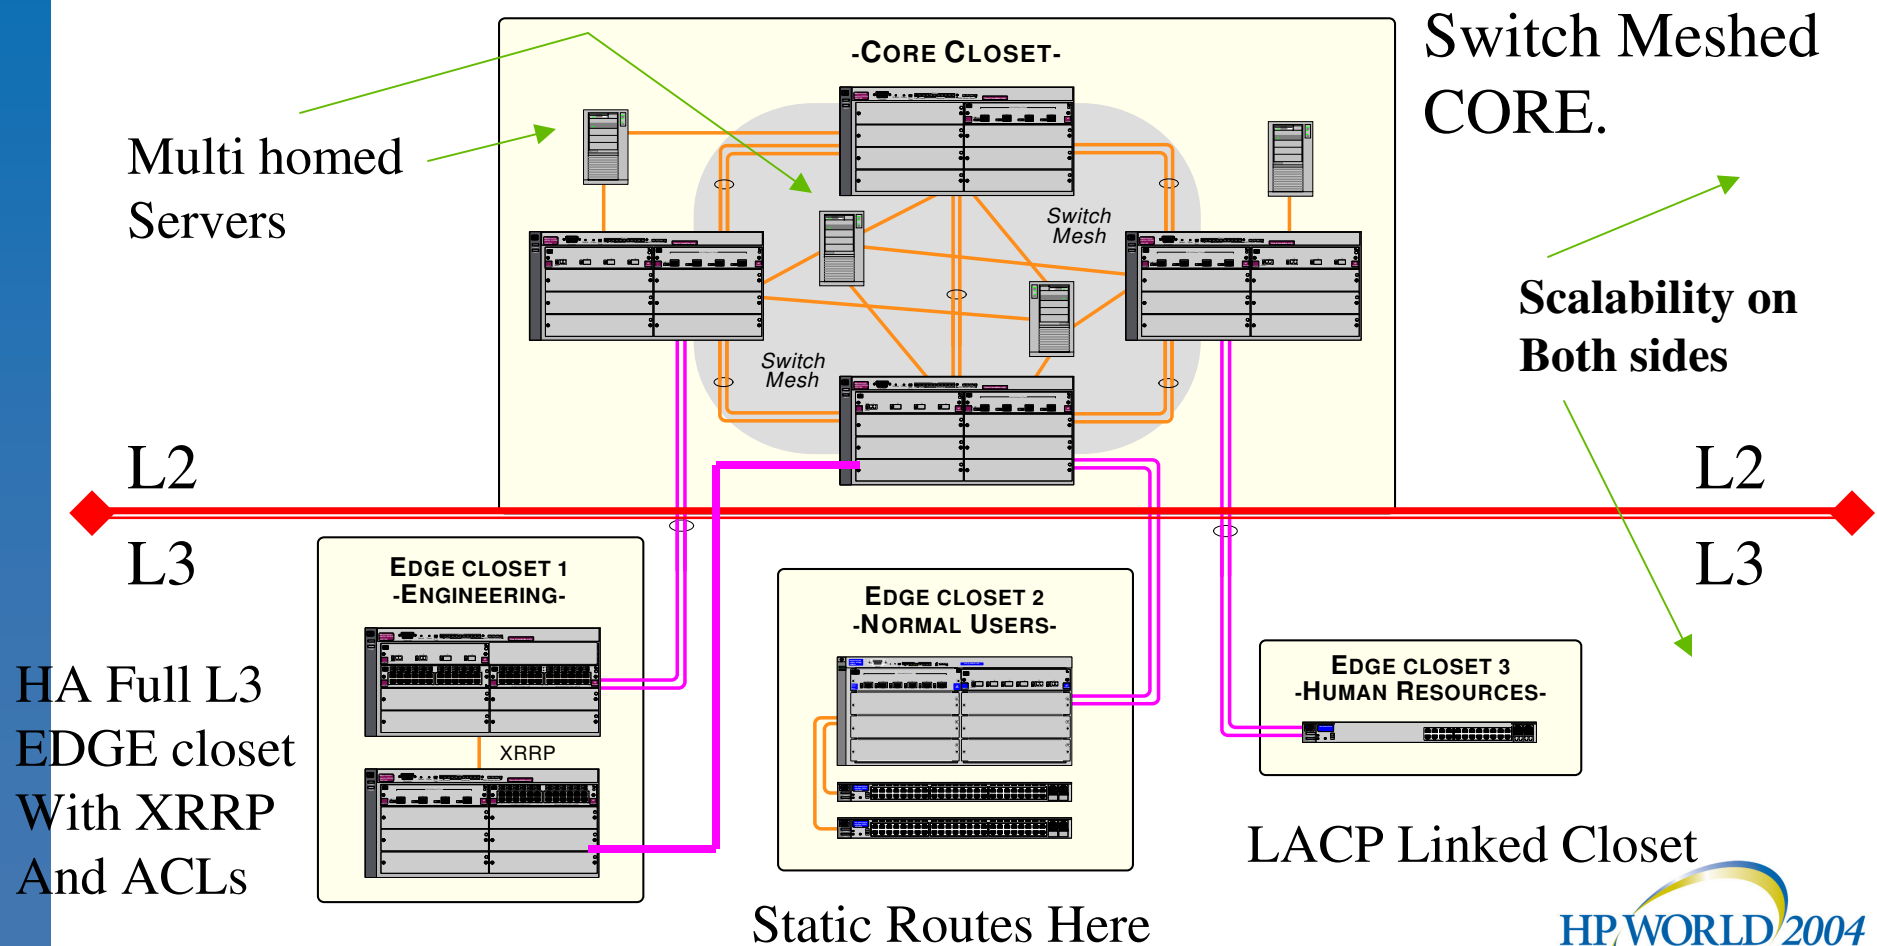 -CORE CLOSET-
Switch Meshed
CORE.
Multi homed
Servers
Switch
Mesh
Switch
Mesh
Scalability on
Both sides
L2
L2
L3
L3
EDGE CLOSET 1
-ENGINEERING-
EDGE CLOSET 2
-NORMAL USERS-
EDGE CLOSET 3
-HUMAN RESOURCES-
HA Full L3
EDGE closet
With XRRP
And ACLs
XRRP
LACP Linked Closet
Static Routes Here
HP WORLD 2004